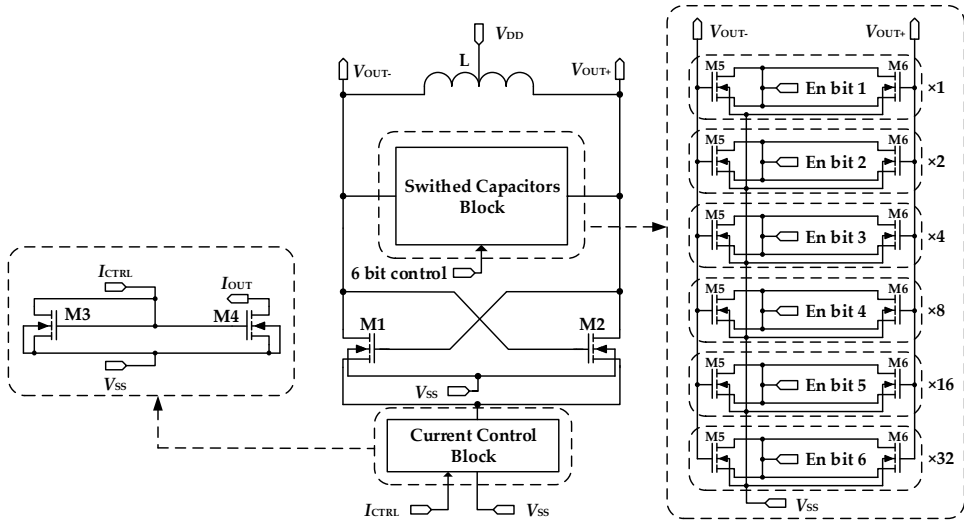 VDD
L
VOUT-
VOUT+
Swithed Capacitors
Block
6 bit control
M1
M2
VSS
Current Control
Block
ICTRL
VSS
ICTRL
IOUT
M3
M4
VSS
VOUT-
VOUT+
M5
M6
En bit 1
×1
M5
M6
En bit 2
×2
M5
M6
En bit 3
×4
M5
M6
En bit 4
×8
M5
M6
En bit 5
×16
M5
M6
En bit 6
×32
VSS